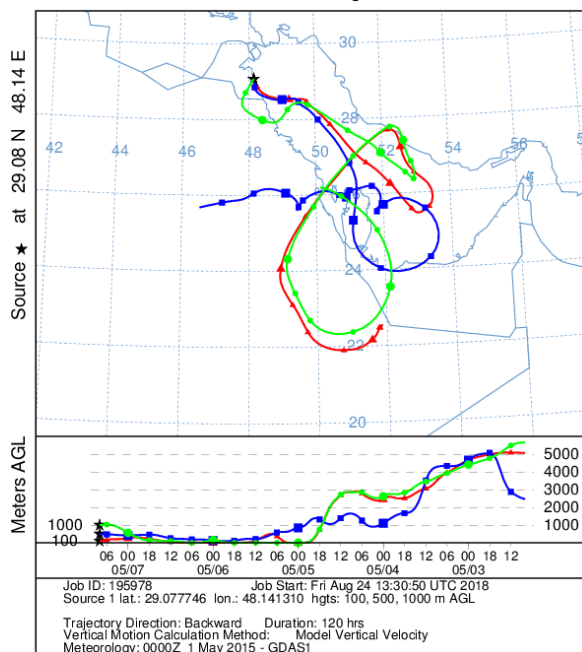 Source ★ at 29.08 N 48.14 E
30
28
42 44 46 48 50 52 54 56 58
26
24
22
20
Meters AGL
5000
4000
3000
2000
1000 1000
100
06 00 18 12 06 00 18 12 06 00 18 12 06 00 18 12 06 00 18 12
05/07 05/06 05/05 05/04 05/03
Job ID: 195978 Job Start: Fri Aug 24 13:30:50 UTC 2018
Source 1 lat.: 29.077746 lon.: 48.141310 hgts: 100, 500, 1000 m AGL
Trajectory Direction: Backward Duration: 120 hrs
Vertical Motion Calculation Method: Model Vertical Velocity
Meteorology: 0000Z 1 May 2015 - GDAS1